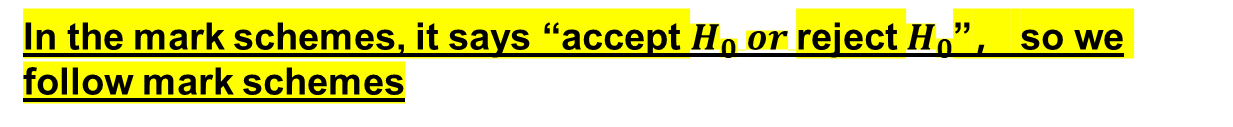 In the mark schemes, it says “accept H₀ or reject H₀”, so we
follow mark schemes